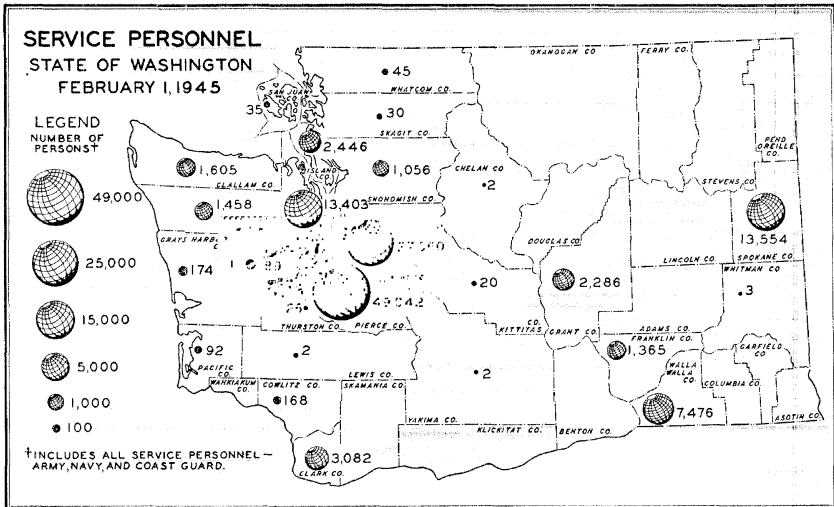 SERVICE PERSONNEL
STATE OF WASHINGTON
FEBRUARY 1, 1945
LEGEND
NUMBER OF
PERSONS†
49,000
25,000
15,000
5,000
1,000
100
†INCLUDES ALL SERVICE PERSONNEL—
ARMY, NAVY, AND COAST GUARD.
OKANOGAN CO.
FERRY CO.
45
WHATCOM CO.
SAN JUAN
CO.
35
30
SKAGIT CO.
PEND
OREILLE
CO.
2,446
1,605
ISLAND
CO.
1,056
CHELAN CO
2
STEVENS CO.
CLALLAM CO.
1,458
13,403
SNOHOMISH CO.
13,554
DOUGLAS CO.
GRAYS HARBOR
LINCOLN CO.
SPOKANE CO.
174
89
20
2,286
WHITMAN CO
3
49,042
THURSTON CO.
PIERCE CO.
CO.
KITTITAS
GRANT CO.
ADAMS CO.
FRANKLIN CO.
GARFIELD
CO.
92
2
1,365
PACIFIC
CO.
LEWIS CO.
2
WALLA
WALLA
CO.
COLUMBIA CO.
WAHKIAKUM
CO.
COWLITZ CO.
SKAMANIA CO.
168
7,476
ASOTIN CO.
YAKIMA CO.
KLICKITAT CO.
BENTON CO.
3,082
CLARK CO.